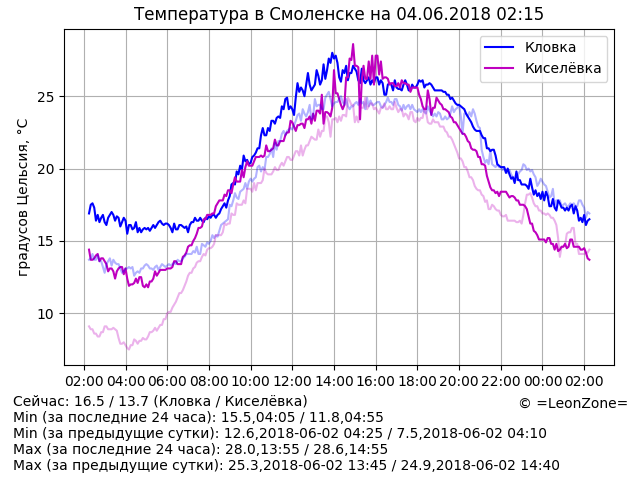 Температура в Смоленске на 04.06.2018 02:15
Кловка
Киселёвка
градусов Цельсия, °C
25
20
15
10
02:00 04:00 06:00 08:00 10:00 12:00 14:00 16:00 18:00 20:00 22:00 00:00 02:00
Сейчас: 16.5 / 13.7 (Кловка / Киселёвка)
© =LeonZone=
Min (за последние 24 часа): 15.5,04:05 / 11.8,04:55
Min (за предыдущие сутки): 12.6,2018-06-02 04:25 / 7.5,2018-06-02 04:10
Max (за последние 24 часа): 28.0,13:55 / 28.6,14:55
Max (за предыдущие сутки): 25.3,2018-06-02 13:45 / 24.9,2018-06-02 14:40